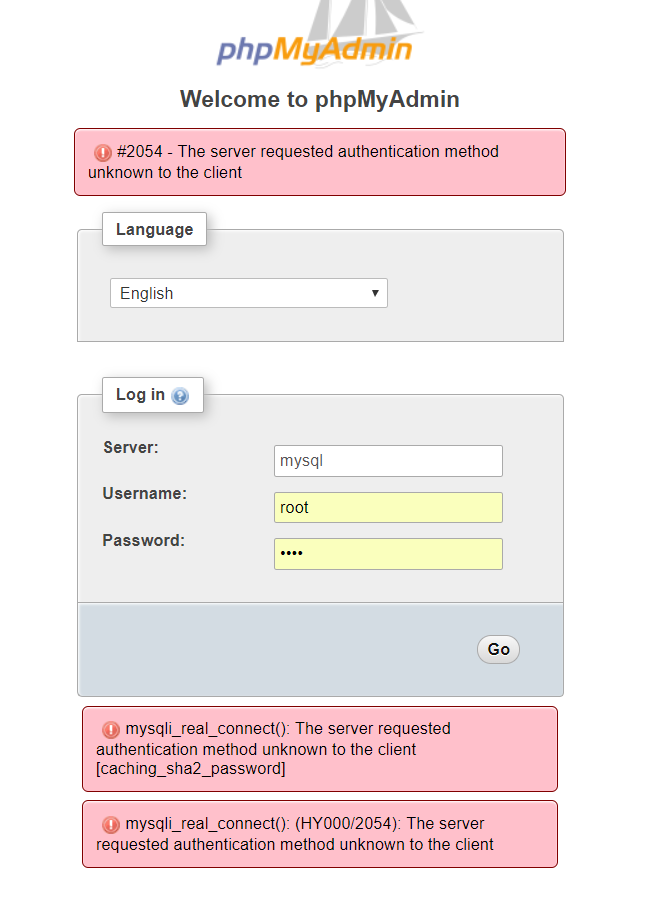 phpMyAdmin
Welcome to phpMyAdmin
#2054 - The server requested authentication method
unknown to the client
Language
English
Log in
Server:
mysql
Username:
root
Password:
••••
Go
mysqli_real_connect(): The server requested
authentication method unknown to the client
[caching_sha2_password]
mysqli_real_connect(): (HY000/2054): The server
requested authentication method unknown to the client